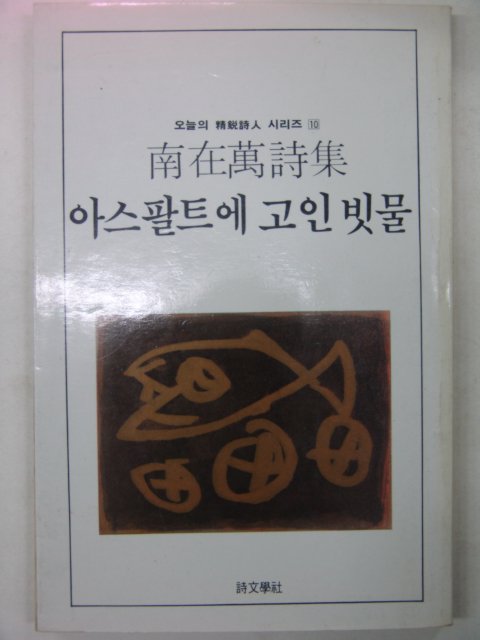 오늘의 精銳詩人 시리즈 10
南在萬詩集
아스팔트에 고인 빗물
詩文學社